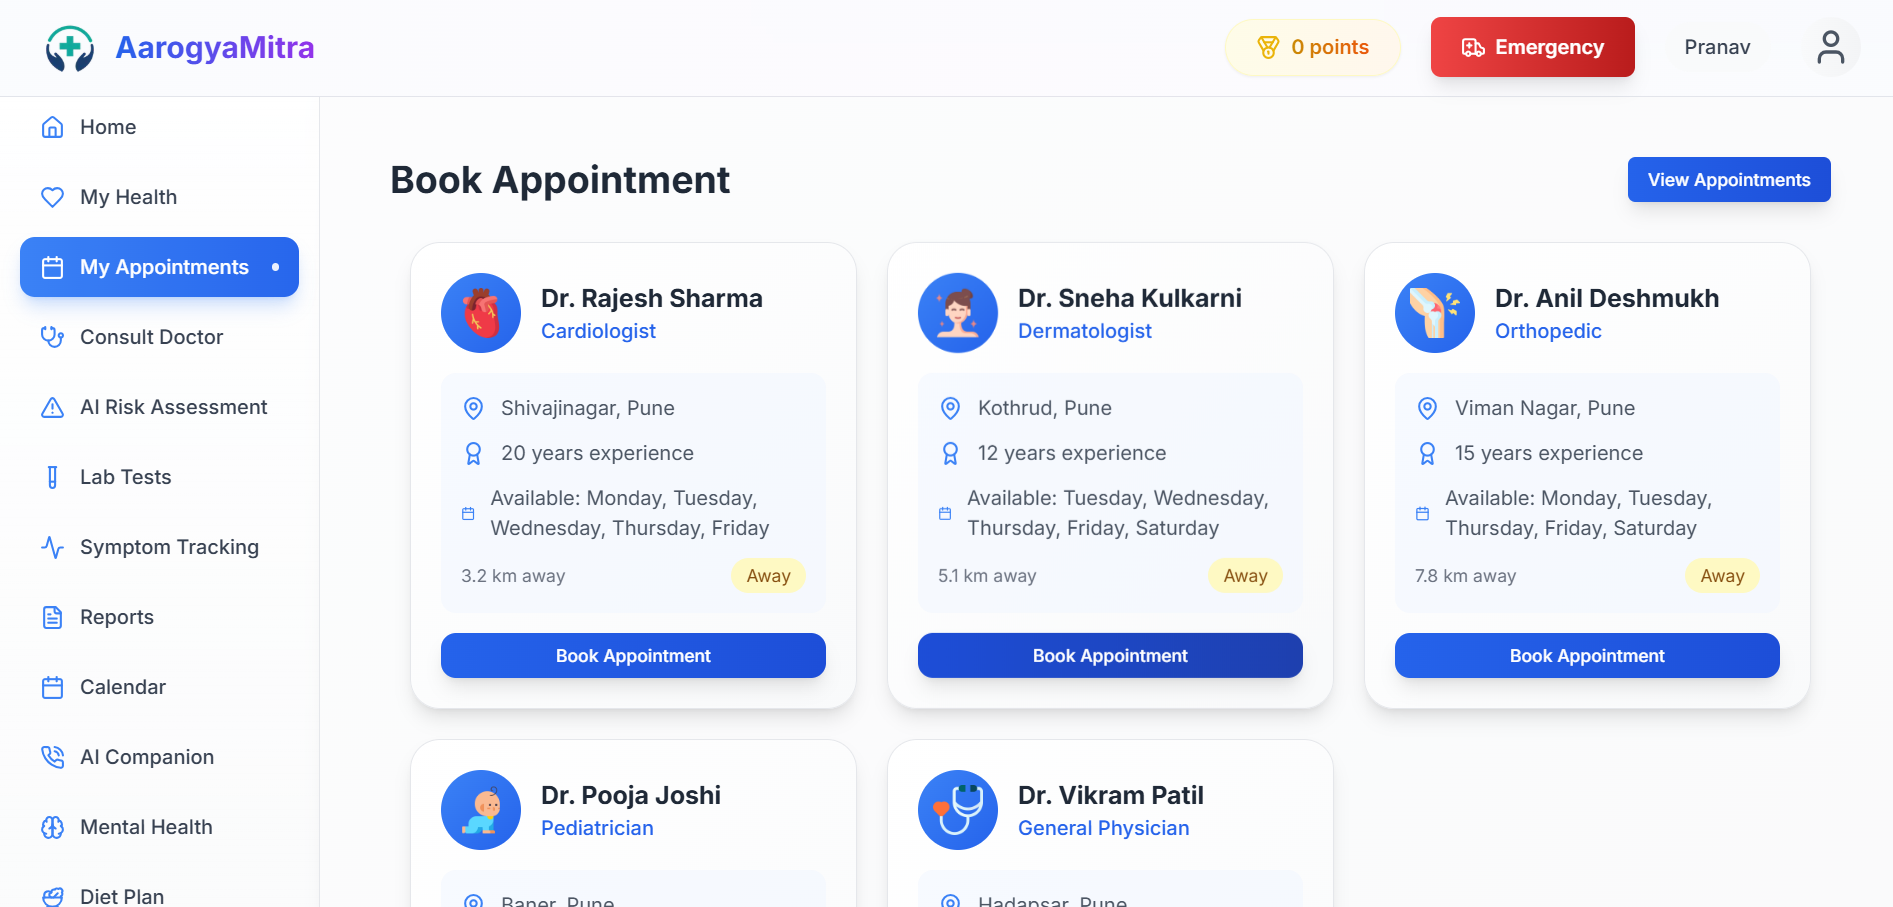 AarogyaMitra
0 points
Emergency
Pranav
Home
My Health
My Appointments
Consult Doctor
AI Risk Assessment
Lab Tests
Symptom Tracking
Reports
Calendar
AI Companion
Mental Health
Diet Plan
Book Appointment
View Appointments
Dr. Rajesh Sharma
Cardiologist
Shivajinagar, Pune
20 years experience
Available: Monday, Tuesday,
Wednesday, Thursday, Friday
3.2 km away
Away
Book Appointment
Dr. Sneha Kulkarni
Dermatologist
Kothrud, Pune
12 years experience
Available: Tuesday, Wednesday,
Thursday, Friday, Saturday
5.1 km away
Away
Book Appointment
Dr. Anil Deshmukh
Orthopedic
Viman Nagar, Pune
15 years experience
Available: Monday, Tuesday,
Thursday, Friday, Saturday
7.8 km away
Away
Book Appointment
Dr. Pooja Joshi
Pediatrician
Baner, Pune
Dr. Vikram Patil
General Physician
Hadapsar, Pune